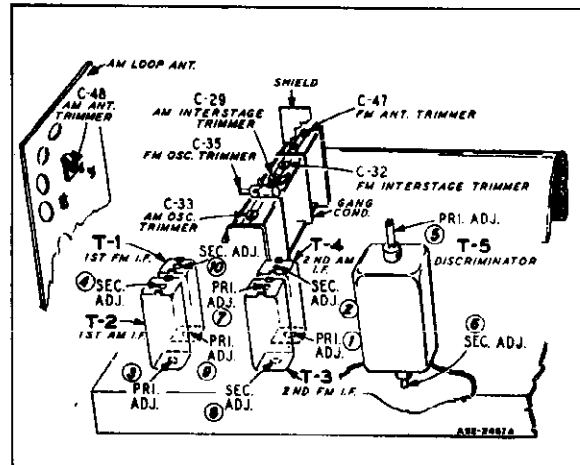 AM LOOP ANT.
C-48
AM ANT.
TRIMMER
C-29
AM INTERSTAGE
TRIMMER
SHIELD
C-47
FM ANT. TRIMMER
C-35
FM OSC. TRIMMER
C-32
FM INTERSTAGE TRIMMER
C-33
AM OSC.
TRIMMER
GANG
COND.
PRI. ADJ.
5
T-5
DISCRIMINATOR
T-1
1ST FM I.F.
SEC. ADJ.
10
T-4
2ND AM
I.F.
4
SEC.
ADJ.
PRI.
ADJ.
7
SEC.
ADJ.
2
T-2
1ST AM I.F.
PRI.
ADJ.
9
PRI.
ADJ.
1
6
SEC. ADJ.
3
PRI.
ADJ.
SEC.
ADJ.
8
T-3
2ND FM I.F.